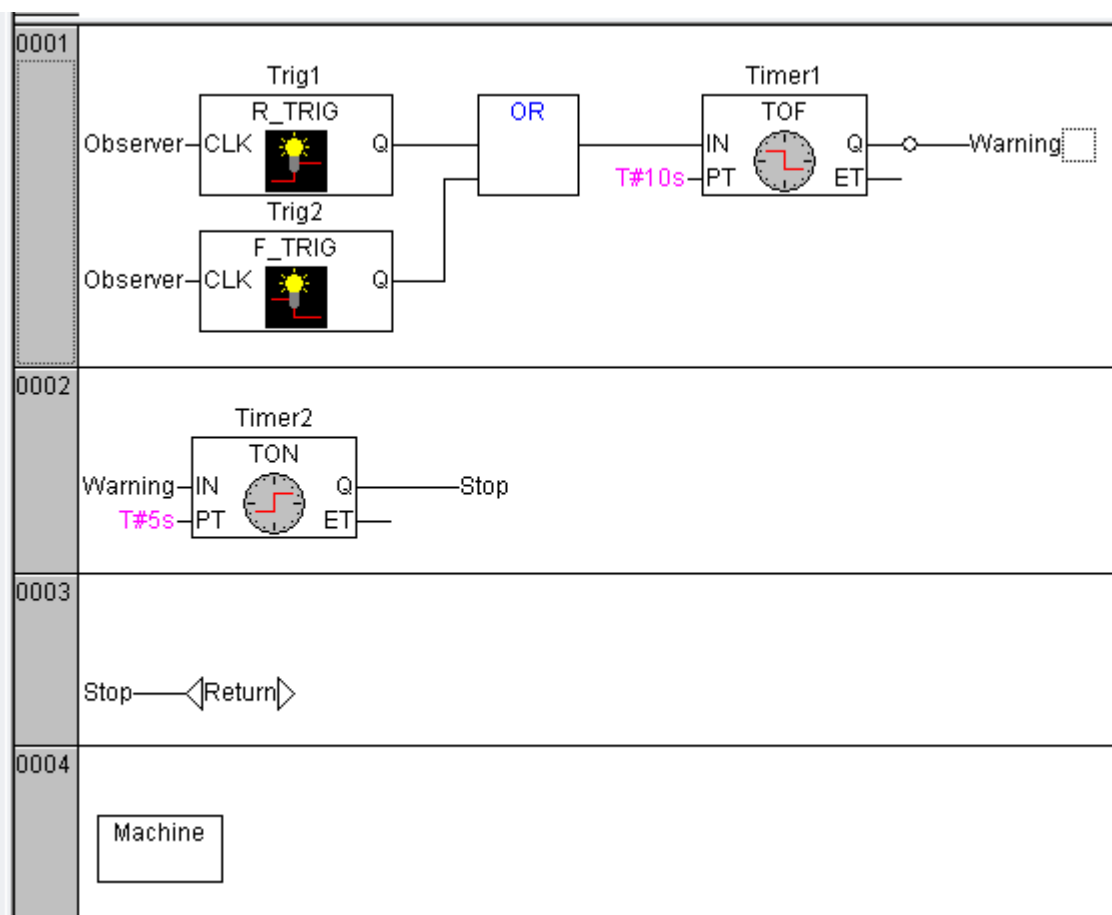 0001
Trig1
R_TRIG
Observer CLK Q
OR
Timer1
TOF
IN Q Warning
T#10s PT ET
Trig2
F_TRIG
Observer CLK Q
0002
Timer2
TON
Warning IN Q Stop
T#5s PT ET
0003
Stop Return
0004
Machine